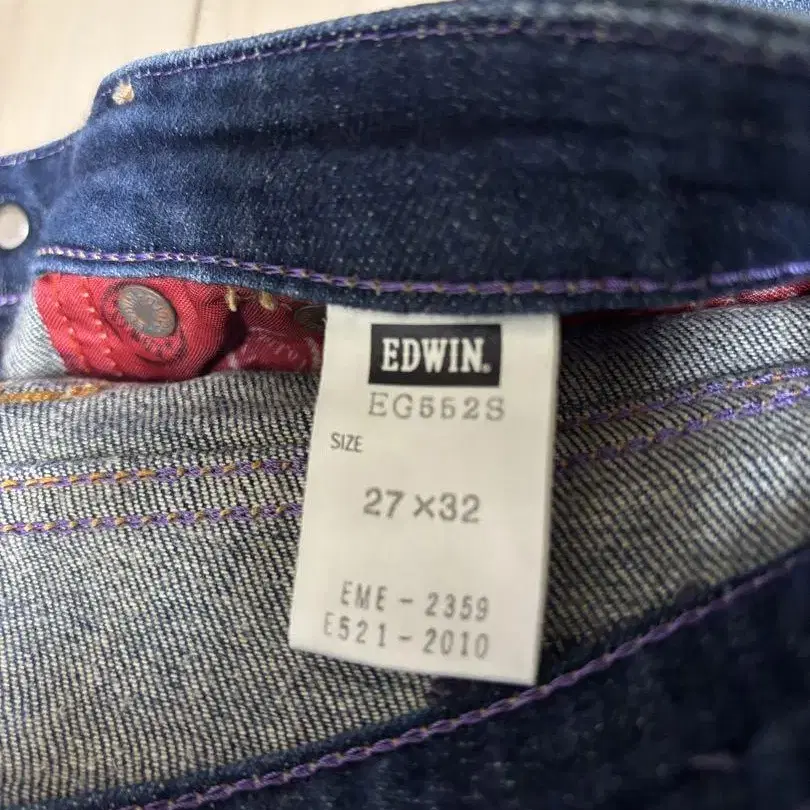 EDWIN.
EG552S
SIZE
27×32
EME-2359
E521-2010